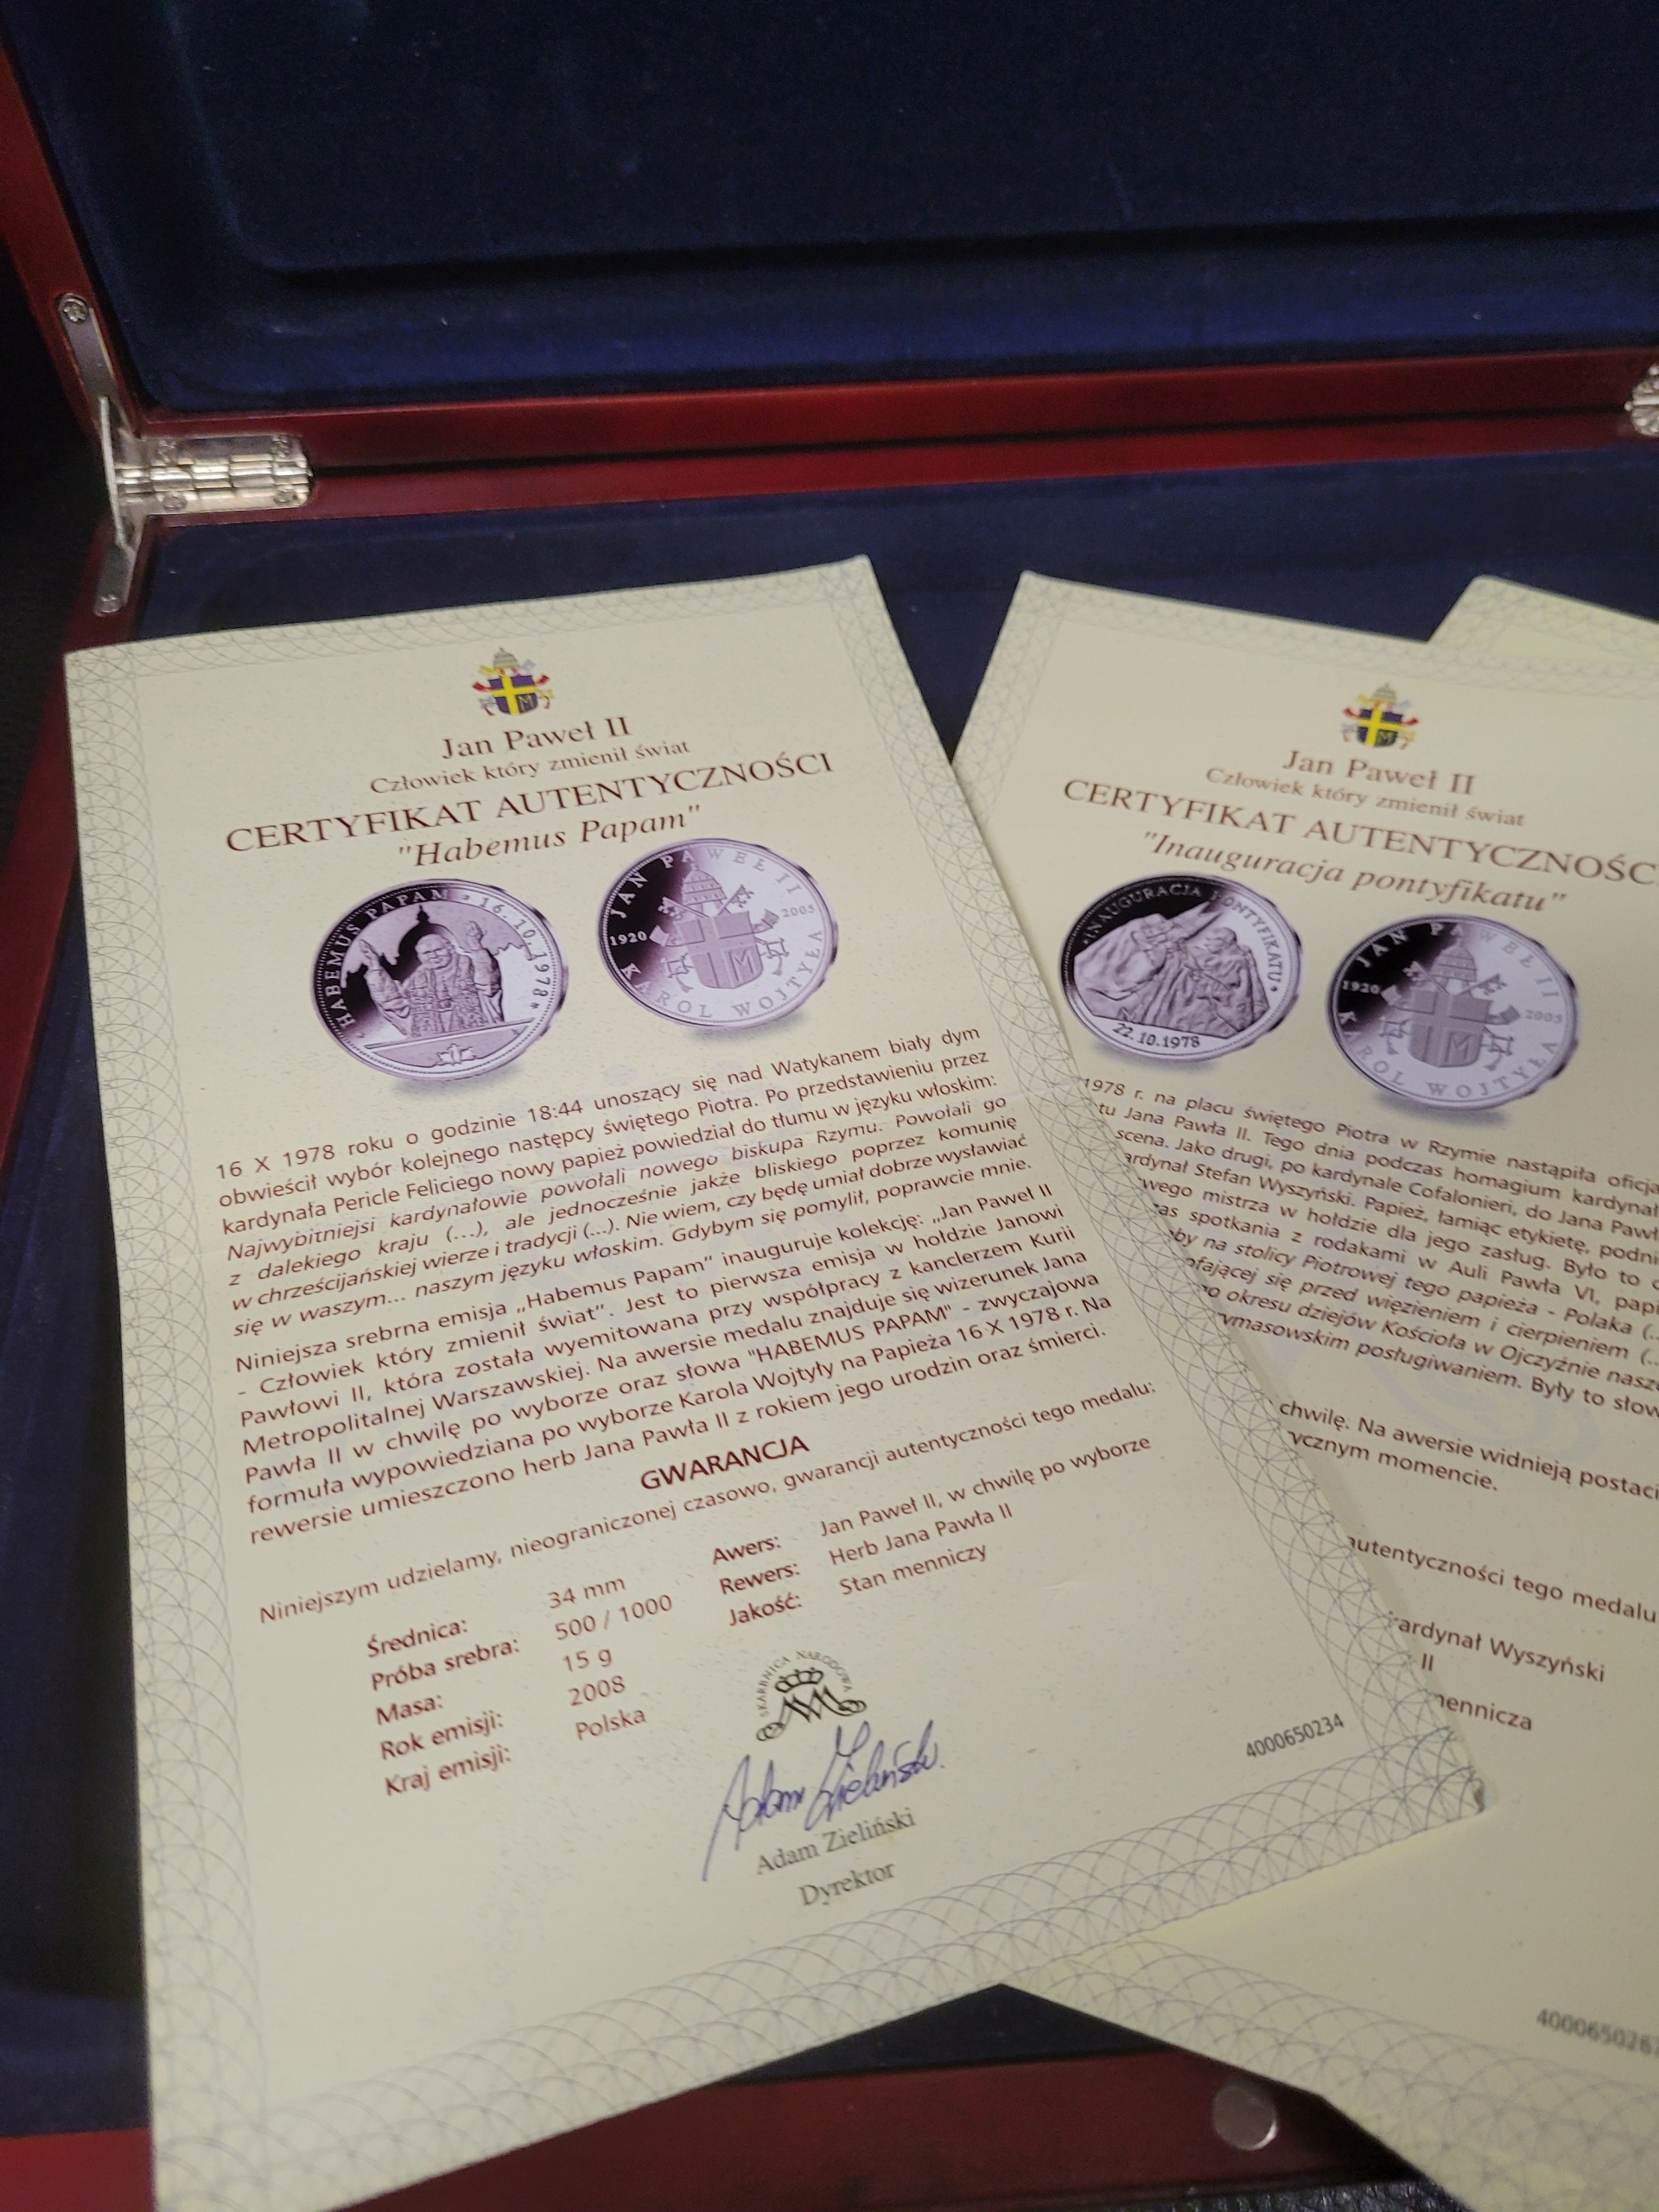 Jan Paweł II
Człowiek który zmienił świat
CERTYFIKAT AUTENTYCZNOŚCI
"Habemus Papam"
HABEMUS PAPAM • 16.10.1978
JAN PAWEŁ II
1920 2005
KAROL WOJTYŁA
16 X 1978 roku o godzinie 18:44 unoszący się nad Watykanem biały dym
obwieścił wybór kolejnego następcy świętego Piotra. Po przedstawieniu przez
kardynała Pericle Feliciego nowy papież powiedział do tłumu w języku włoskim:
Najwybitniejsi kardynałowie powołali nowego biskupa Rzymu. Powołali go
z dalekiego kraju (...), ale jednocześnie jakże bliskiego poprzez komunię
w chrześcijańskiej wierze i tradycji (...). Nie wiem, czy będę umiał dobrze wysławiać
się w waszym... naszym języku włoskim. Gdybym się pomylił, poprawcie mnie.
Niniejsza srebrna emisja „Habemus Papam" inauguruje kolekcję: „Jan Paweł II
- Człowiek który zmienił świat". Jest to pierwsza emisja w hołdzie Janowi
Pawłowi II, która została wyemitowana przy współpracy z kanclerzem Kurii
Metropolitalnej Warszawskiej. Na awersie medalu znajduje się wizerunek Jana
Pawła II w chwilę po wyborze oraz słowa "HABEMUS PAPAM" - zwyczajowa
formuła wypowiedziana po wyborze Karola Wojtyły na Papieża 16 X 1978 r. Na
rewersie umieszczono herb Jana Pawła II z rokiem jego urodzin oraz śmierci.
GWARANCJA
Niniejszym udzielamy, nieograniczonej czasowo, gwarancji autentyczności tego medalu:
Średnica: 34 mm
Próba srebra: 500 / 1000
Masa: 15 g
Rok emisji: 2008
Kraj emisji: Polska
Awers: Jan Paweł II, w chwilę po wyborze
Rewers: Herb Jana Pawła II
Jakość: Stan menniczy
SKARBNICA NARODOWA
Adam Zieliński
Adam Zieliński
Dyrektor
4000650234
Jan Paweł II
Człowiek który zmienił świat
CERTYFIKAT AUTENTYCZNOŚC
"Inauguracja pontyfikatu"
INAUGURACJA PONTYFIKATU
22.10.1978
JAN PAWEŁ II
1920 2005
KAROL WOJTYŁA
1978 r. na placu świętego Piotra w Rzymie nastąpiła oficja
tu Jana Pawła II. Tego dnia podczas homagium kardynał
scena. Jako drugi, po kardynale Cofalonieri, do Jana Pawł
ardynał Stefan Wyszyński. Papież, łamiąc etykietę, podni
wego mistrza w hołdzie dla jego zasług. Było to
as spotkania z rodakami w Auli Pawła VI, papi
by na stolicy Piotrowej tego papieża - Polaka (..
ofającej się przed więzieniem i cierpieniem (..
o okresu dziejów Kościoła w Ojczyźnie nasz
ymasowskim posługiwaniem. Były to słow
chwilę. Na awersie widnieją postaci
ycznym momencie.
autentyczności tego medalu
ardynał Wyszyński
II
mennicza
400065026